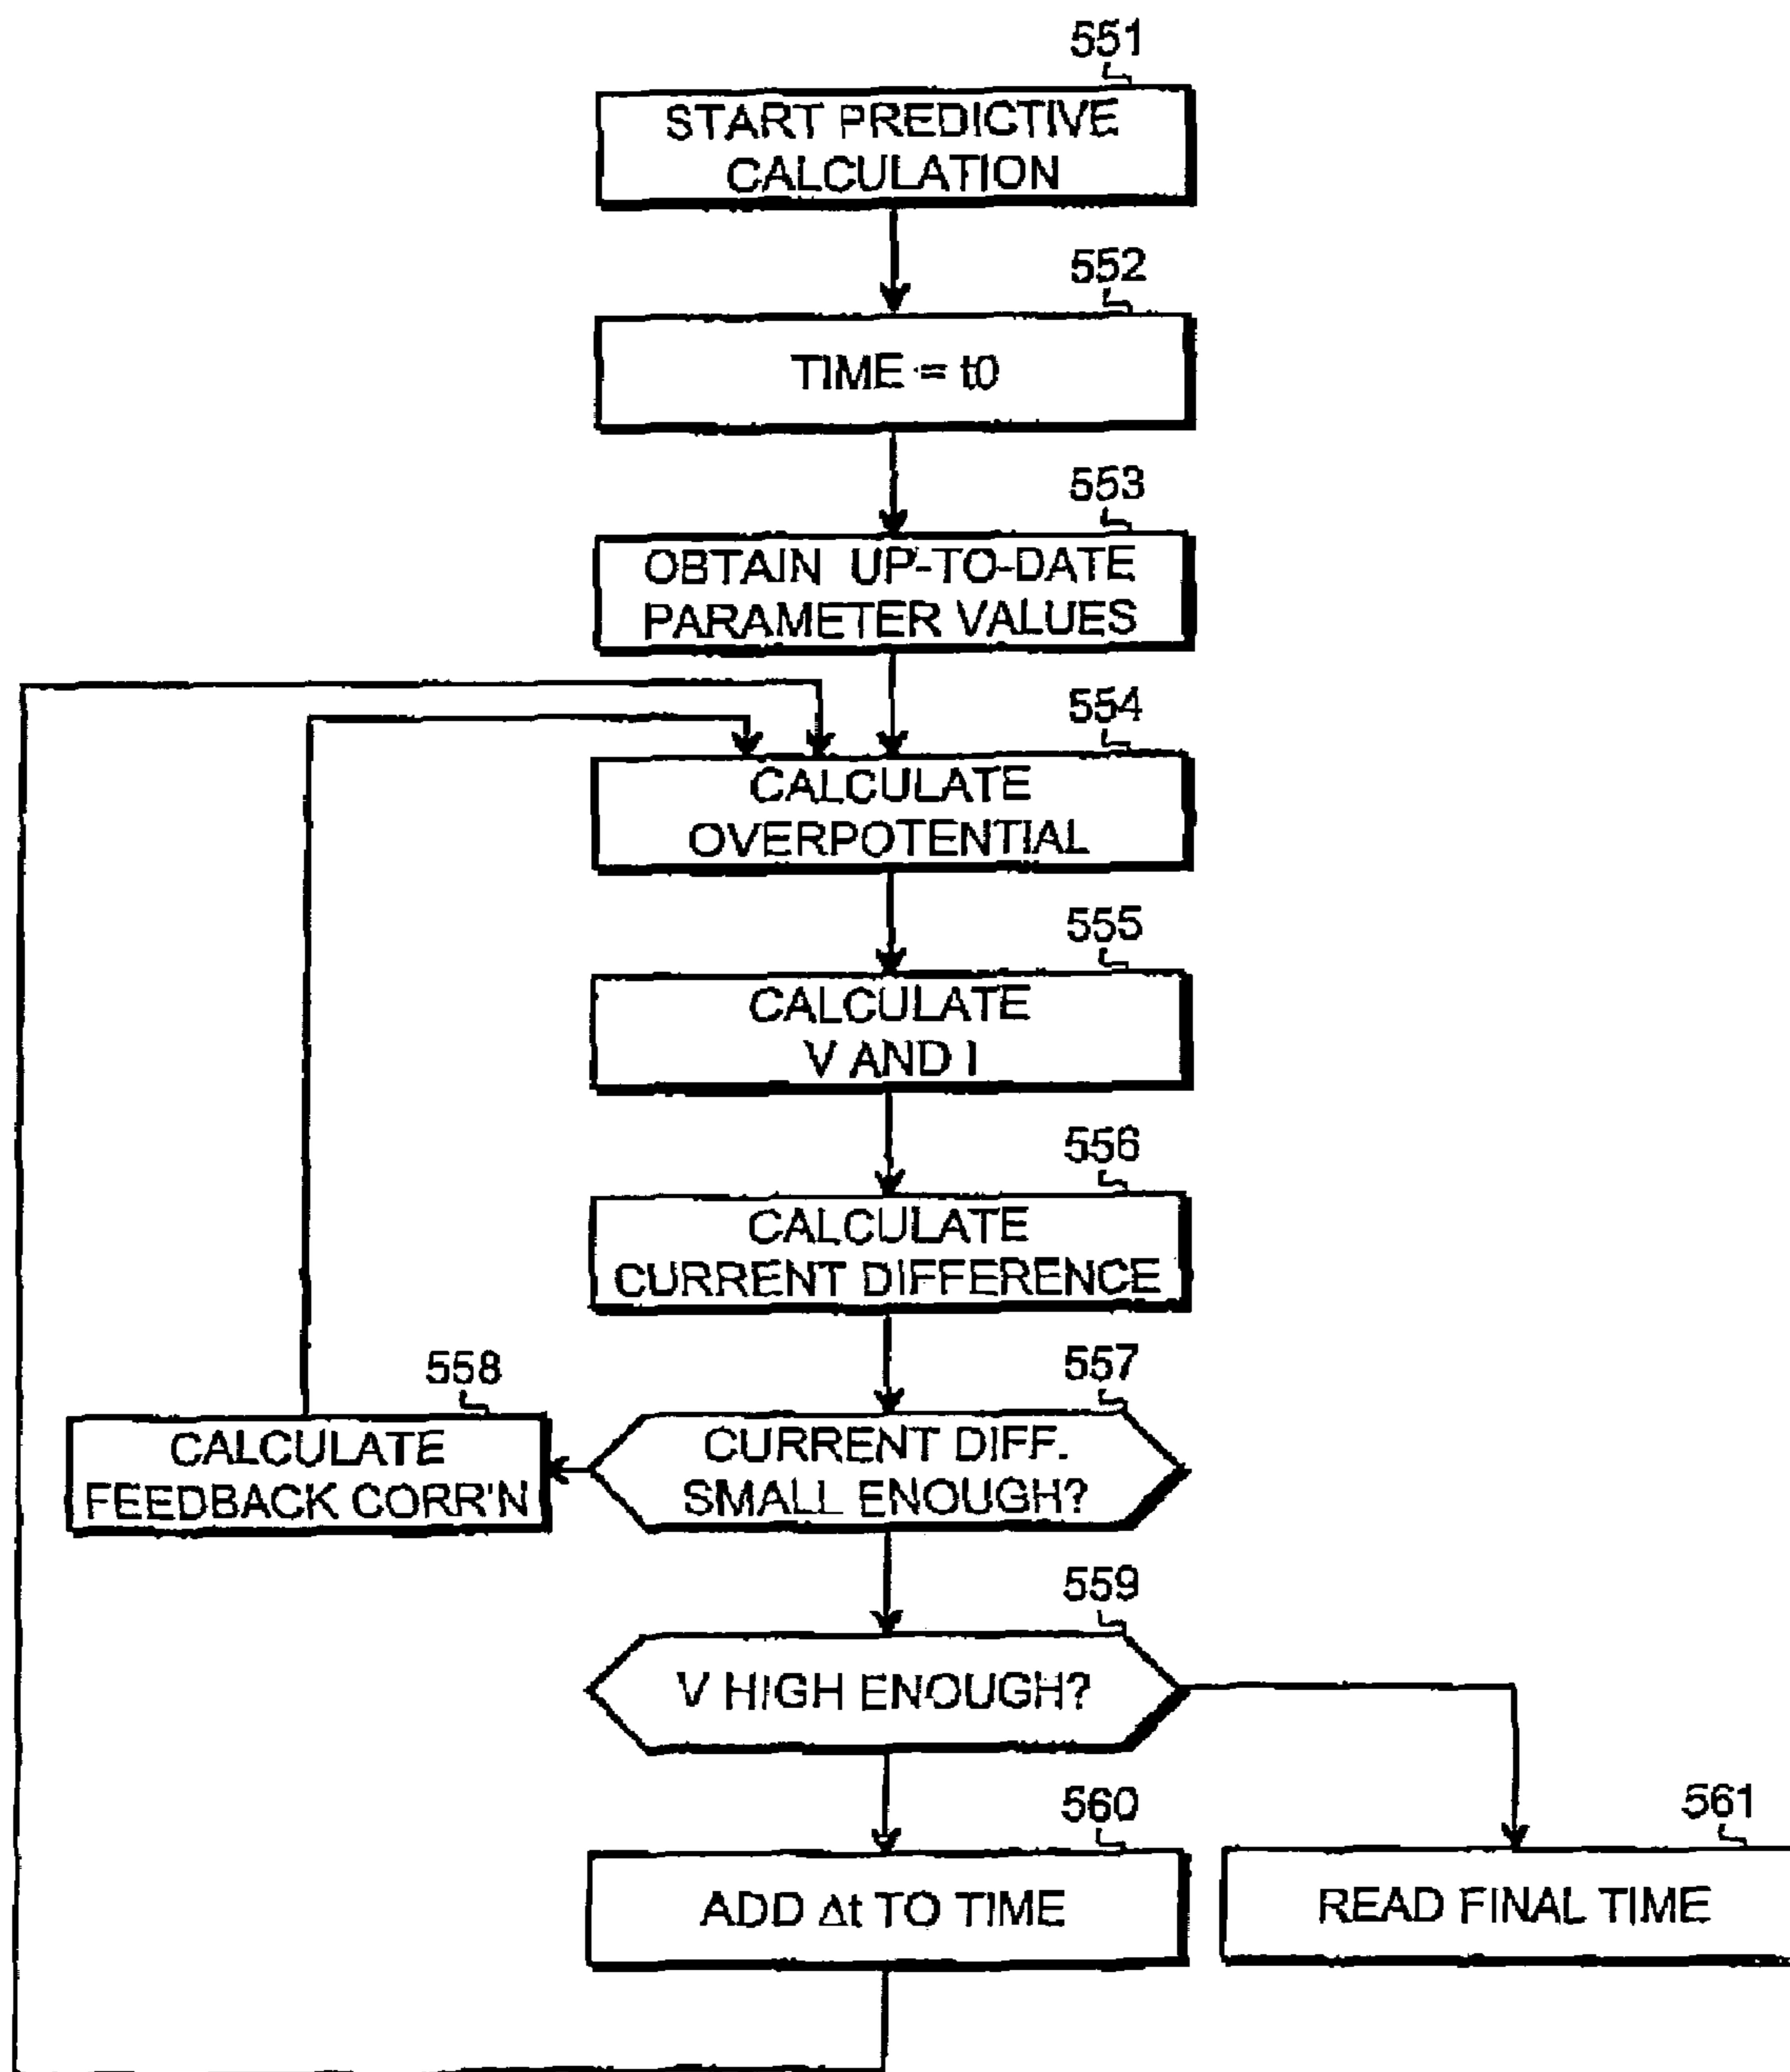 551
START PREDICTIVE
CALCULATION
552
TIME = t0
553
OBTAIN UP-TO-DATE
PARAMETER VALUES
554
CALCULATE
OVERPOTENTIAL
555
CALCULATE
V AND I
556
CALCULATE
CURRENT DIFFERENCE
557
CURRENT DIFF.
SMALL ENOUGH?
558
CALCULATE
FEEDBACK CORR'N
559
V HIGH ENOUGH?
560
ADD Δt TO TIME
561
READ FINAL TIME